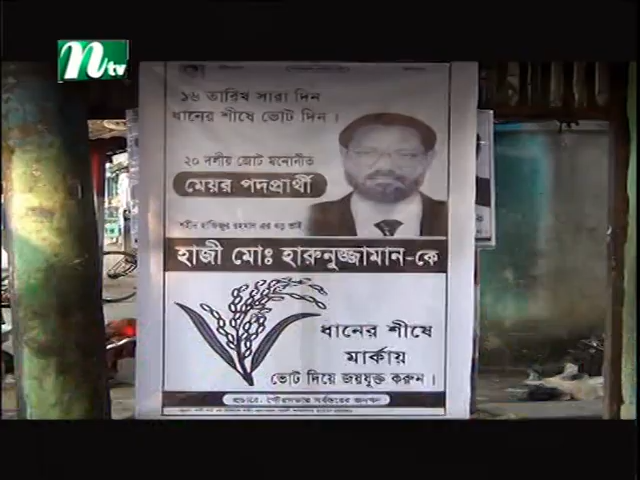 Ntv
১৬ তারিখ সারা দিন
ধানের শীষে ভোট দিন ।
২০ দলীয় জোট মনোনীত
মেয়র পদপ্রার্থী
হাজী মোঃ হারুনুজ্জামান-কে
ধানের শীষে
মার্কায়
ভোট দিয়ে জয়যুক্ত করুন ।